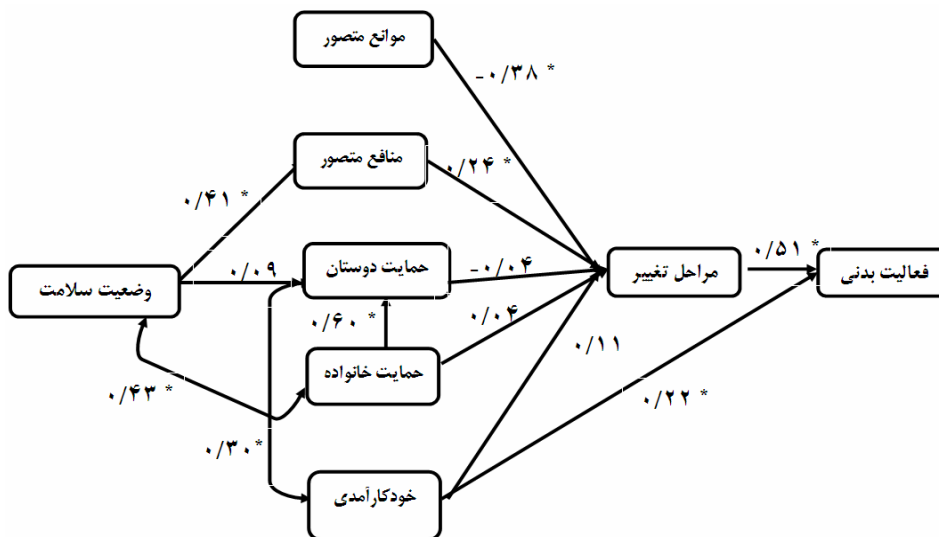 موانع متصور
-۰/۳۸ *
منافع متصور
۰/۲۴ *
۰/۴۱ *
حمایت دوستان
مراحل تغییر
۰/۵۱ *
فعالیت بدنی
وضعیت سلامت
۰/۰۹
-۰/۰۴
۰/۶۰ *
۰/۰۴
حمایت خانواده
۰/۱۱
۰/۴۳ *
۰/۲۲ *
۰/۳۰*
خودکارآمدی